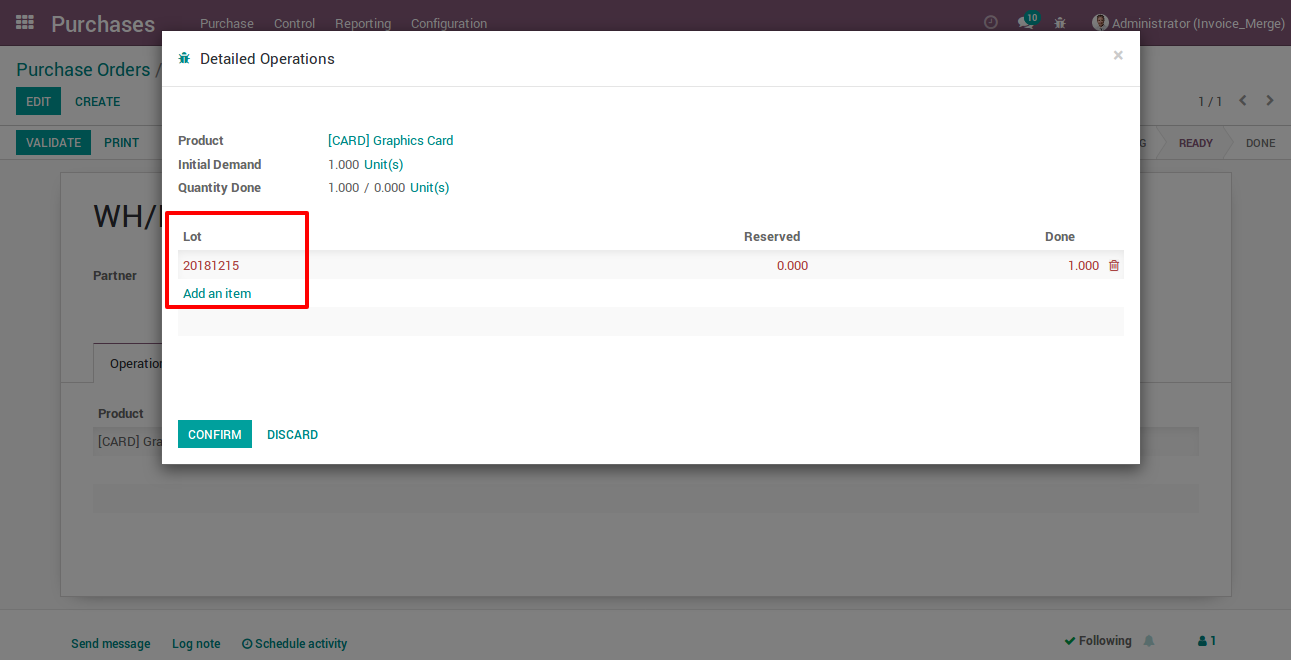 Purchases Purchase Control Reporting Configuration 10 Administrator (Invoice_Merge)
Detailed Operations ×
Purchase Orders /
EDIT CREATE 1 / 1
Product [CARD] Graphics Card
VALIDATE PRINT READY DONE
Initial Demand 1.000 Unit(s)
Quantity Done 1.000 / 0.000 Unit(s)
WH/
Lot Reserved Done
20181215 0.000 1.000
Partner
Add an item
Operation
Product
[CARD] Gra
CONFIRM DISCARD
Send message Log note Schedule activity Following 1